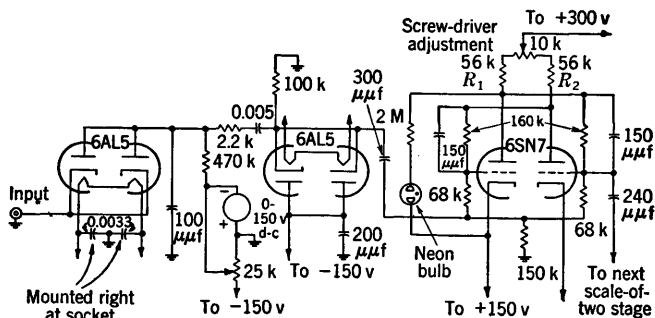 To +300 v
Screw-driver
adjustment
10 k
56 k
56 k
R₁
R₂
100 k
300
μμf
2 M
0.005
160 k
6AL5
2.2 k
6AL5
6SN7
150
μμf
150
μμf
470 k
Input
0-
150 v
d-c
+
-
68 k
240
μμf
0.0033
100
μμf
200
μμf
Neon
bulb
68 k
25 k
150 k
To next
scale-of-
two stage
Mounted right
at socket
To -150 v
To -150 v
To +150 v